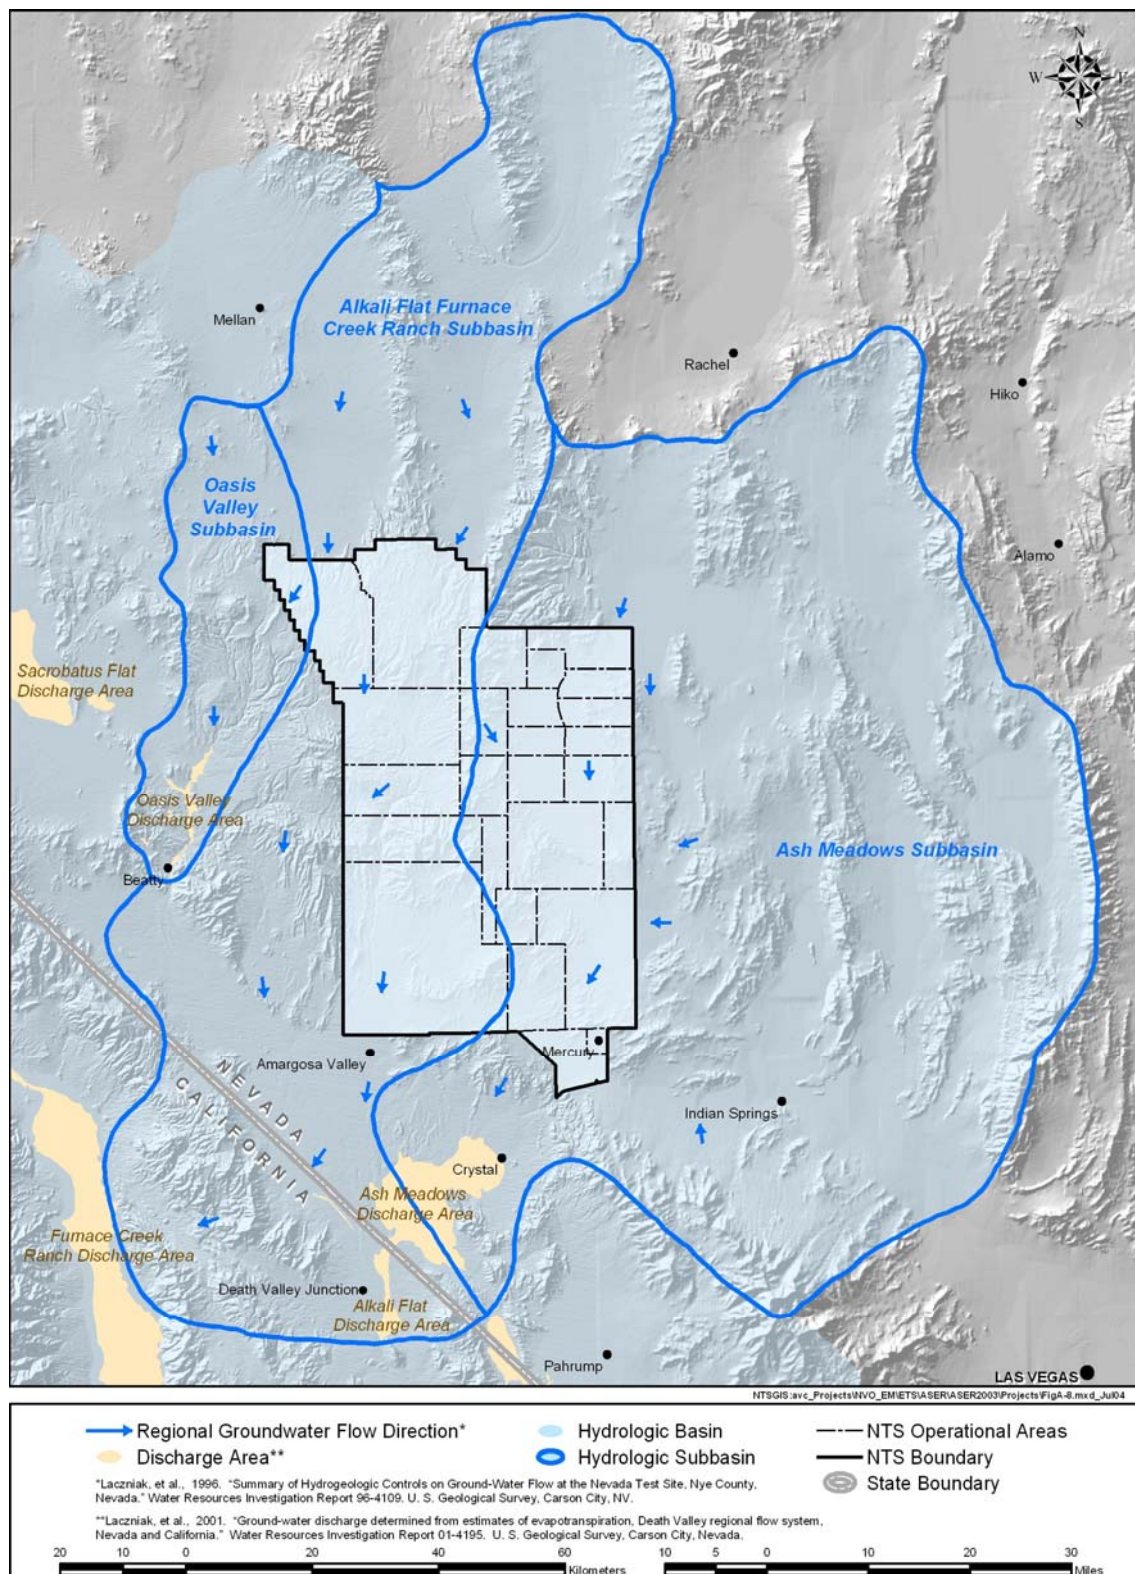 N
W
E
S
Mellan
Alkali Flat Furnace
Creek Ranch Subbasin
Rachel
Hiko
Oasis
Valley
Subbasin
Alamo
Sacrobatus Flat
Discharge Area
Oasis Valley
Discharge Area
Ash Meadows Subbasin
Beatty
Mercury
Amargosa Valley
NEVADA
CALIFORNIA
Indian Springs
Crystal
Ash Meadows
Discharge Area
Furnace Creek
Ranch Discharge Area
Death Valley Junction
Alkali Flat
Discharge Area
Pahrump
LAS VEGAS
NTSGIS:avc_Projects\NVO_EM\ETS\ASER\ASER2003\Projects\FigA-8.mxd_Jul04
Regional Groundwater Flow Direction*
Discharge Area**
Hydrologic Basin
Hydrologic Subbasin
NTS Operational Areas
NTS Boundary
State Boundary
*Laczniak, et al., 1996. "Summary of Hydrogeologic Controls on Ground-Water Flow at the Nevada Test Site, Nye County,
Nevada." Water Resources Investigation Report 96-4109. U. S. Geological Survey, Carson City, NV.
**Laczniak, et al., 2001. "Ground-water discharge determined from estimates of evapotranspiration, Death Valley regional flow system,
Nevada and California." Water Resources Investigation Report 01-4195. U. S. Geological Survey, Carson City, Nevada.
20 10 0 20 40 60
Kilometers
10 5 0 10 20 30
Miles